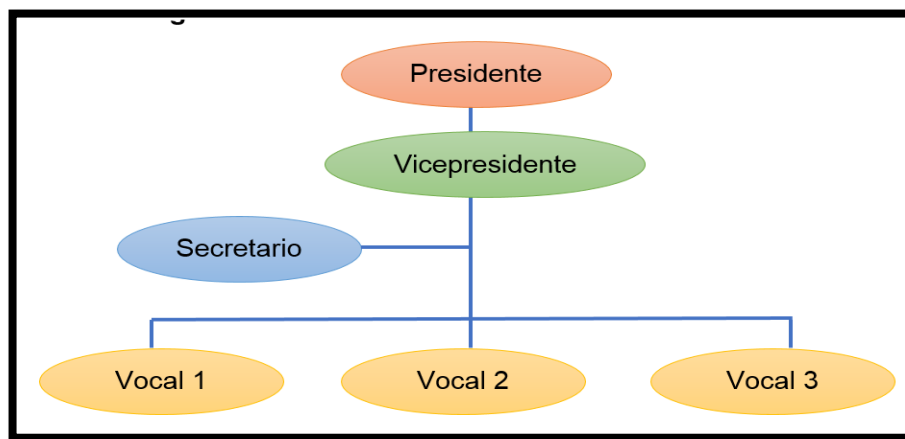 Presidente
Vicepresidente
Secretario
Vocal 1 Vocal 2 Vocal 3